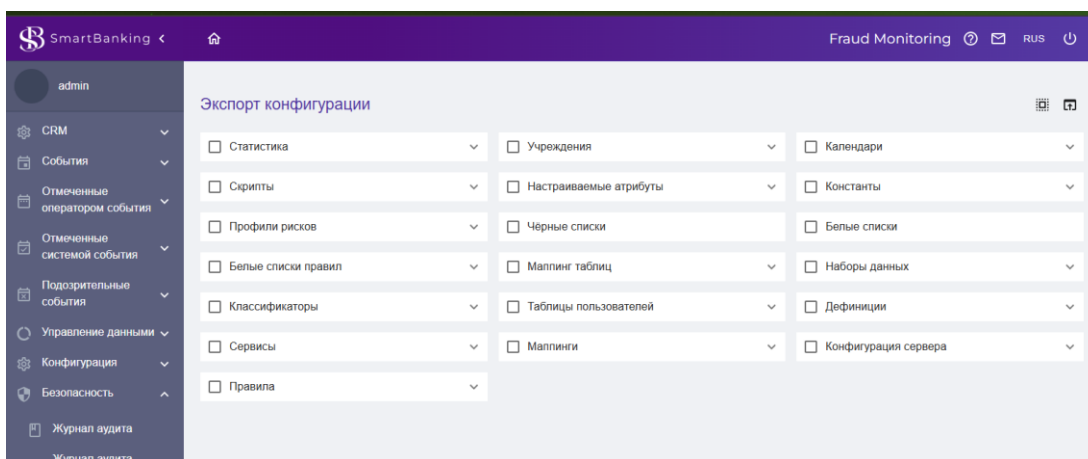 SmartBanking
Fraud Monitoring
RUS
admin
Экспорт конфигурации
CRM
События
Отмеченные
оператором события
Отмеченные
системой события
Подозрительные
события
Управление данными
Конфигурация
Безопасность
Журнал аудита
Журнал аудита
Статистика
Учреждения
Календари
Скрипты
Настраиваемые атрибуты
Константы
Профили рисков
Чёрные списки
Белые списки
Белые списки правил
Маппинг таблиц
Наборы данных
Классификаторы
Таблицы пользователей
Дефиниции
Сервисы
Маппинги
Конфигурация сервера
Правила